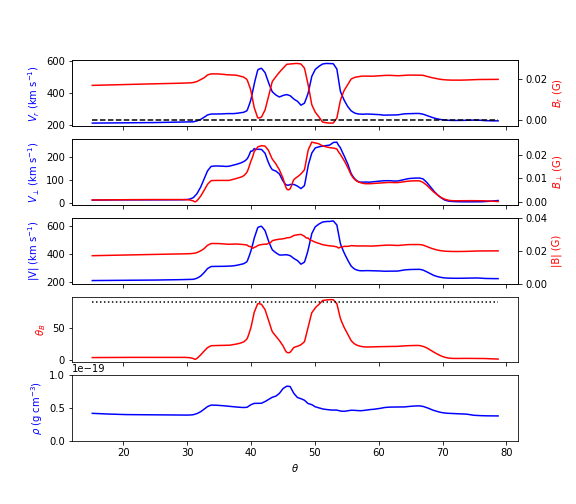 600
400
200
V_r (km s⁻¹)
0.02
0.00
B_r (G)
200
100
0
V_⊥ (km s⁻¹)
0.02
0.01
0.00
B_⊥ (G)
600
400
200
|V| (km s⁻¹)
0.04
0.02
0.00
|B| (G)
50
0
θ_B
1e−19
1.0
0.5
0.0
ρ (g cm⁻³)
20 30 40 50 60 70 80
θ